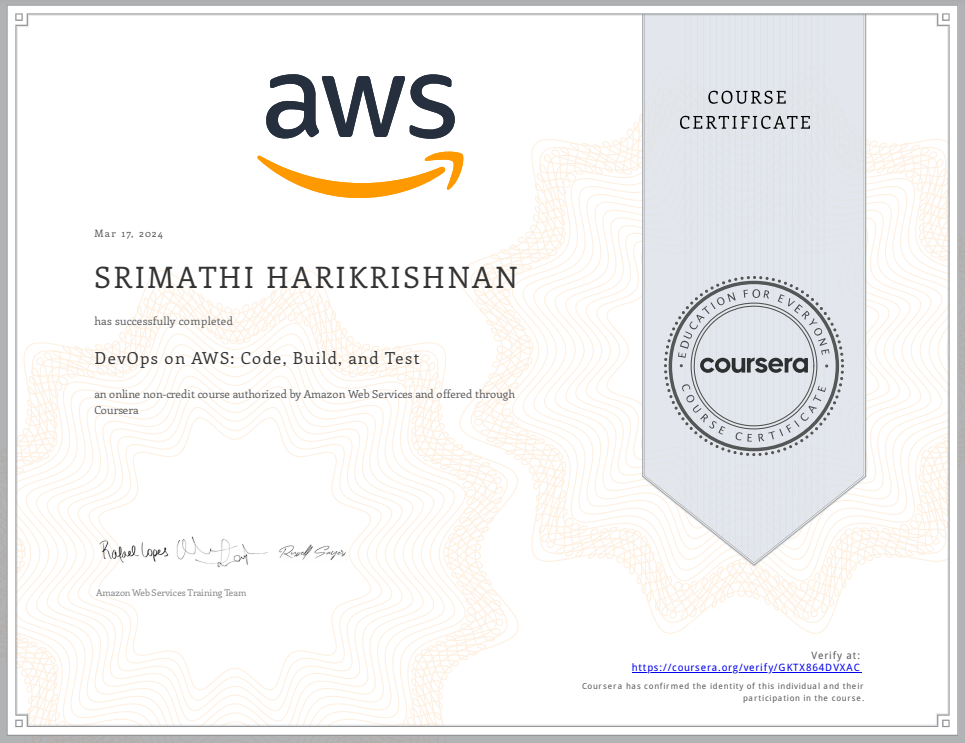 aws
COURSE
CERTIFICATE
Mar 17, 2024
SRIMATHI HARIKRISHNAN
has successfully completed
DevOps on AWS: Code, Build, and Test
an online non-credit course authorized by Amazon Web Services and offered through
Coursera
EDUCATION FOR EVERYONE
coursera
COURSE CERTIFICATE
Rafael Lopes
Amazon Web Services Training Team
Verify at:
https://coursera.org/verify/GKTX864DVXAC
Coursera has confirmed the identity of this individual and their
participation in the course.